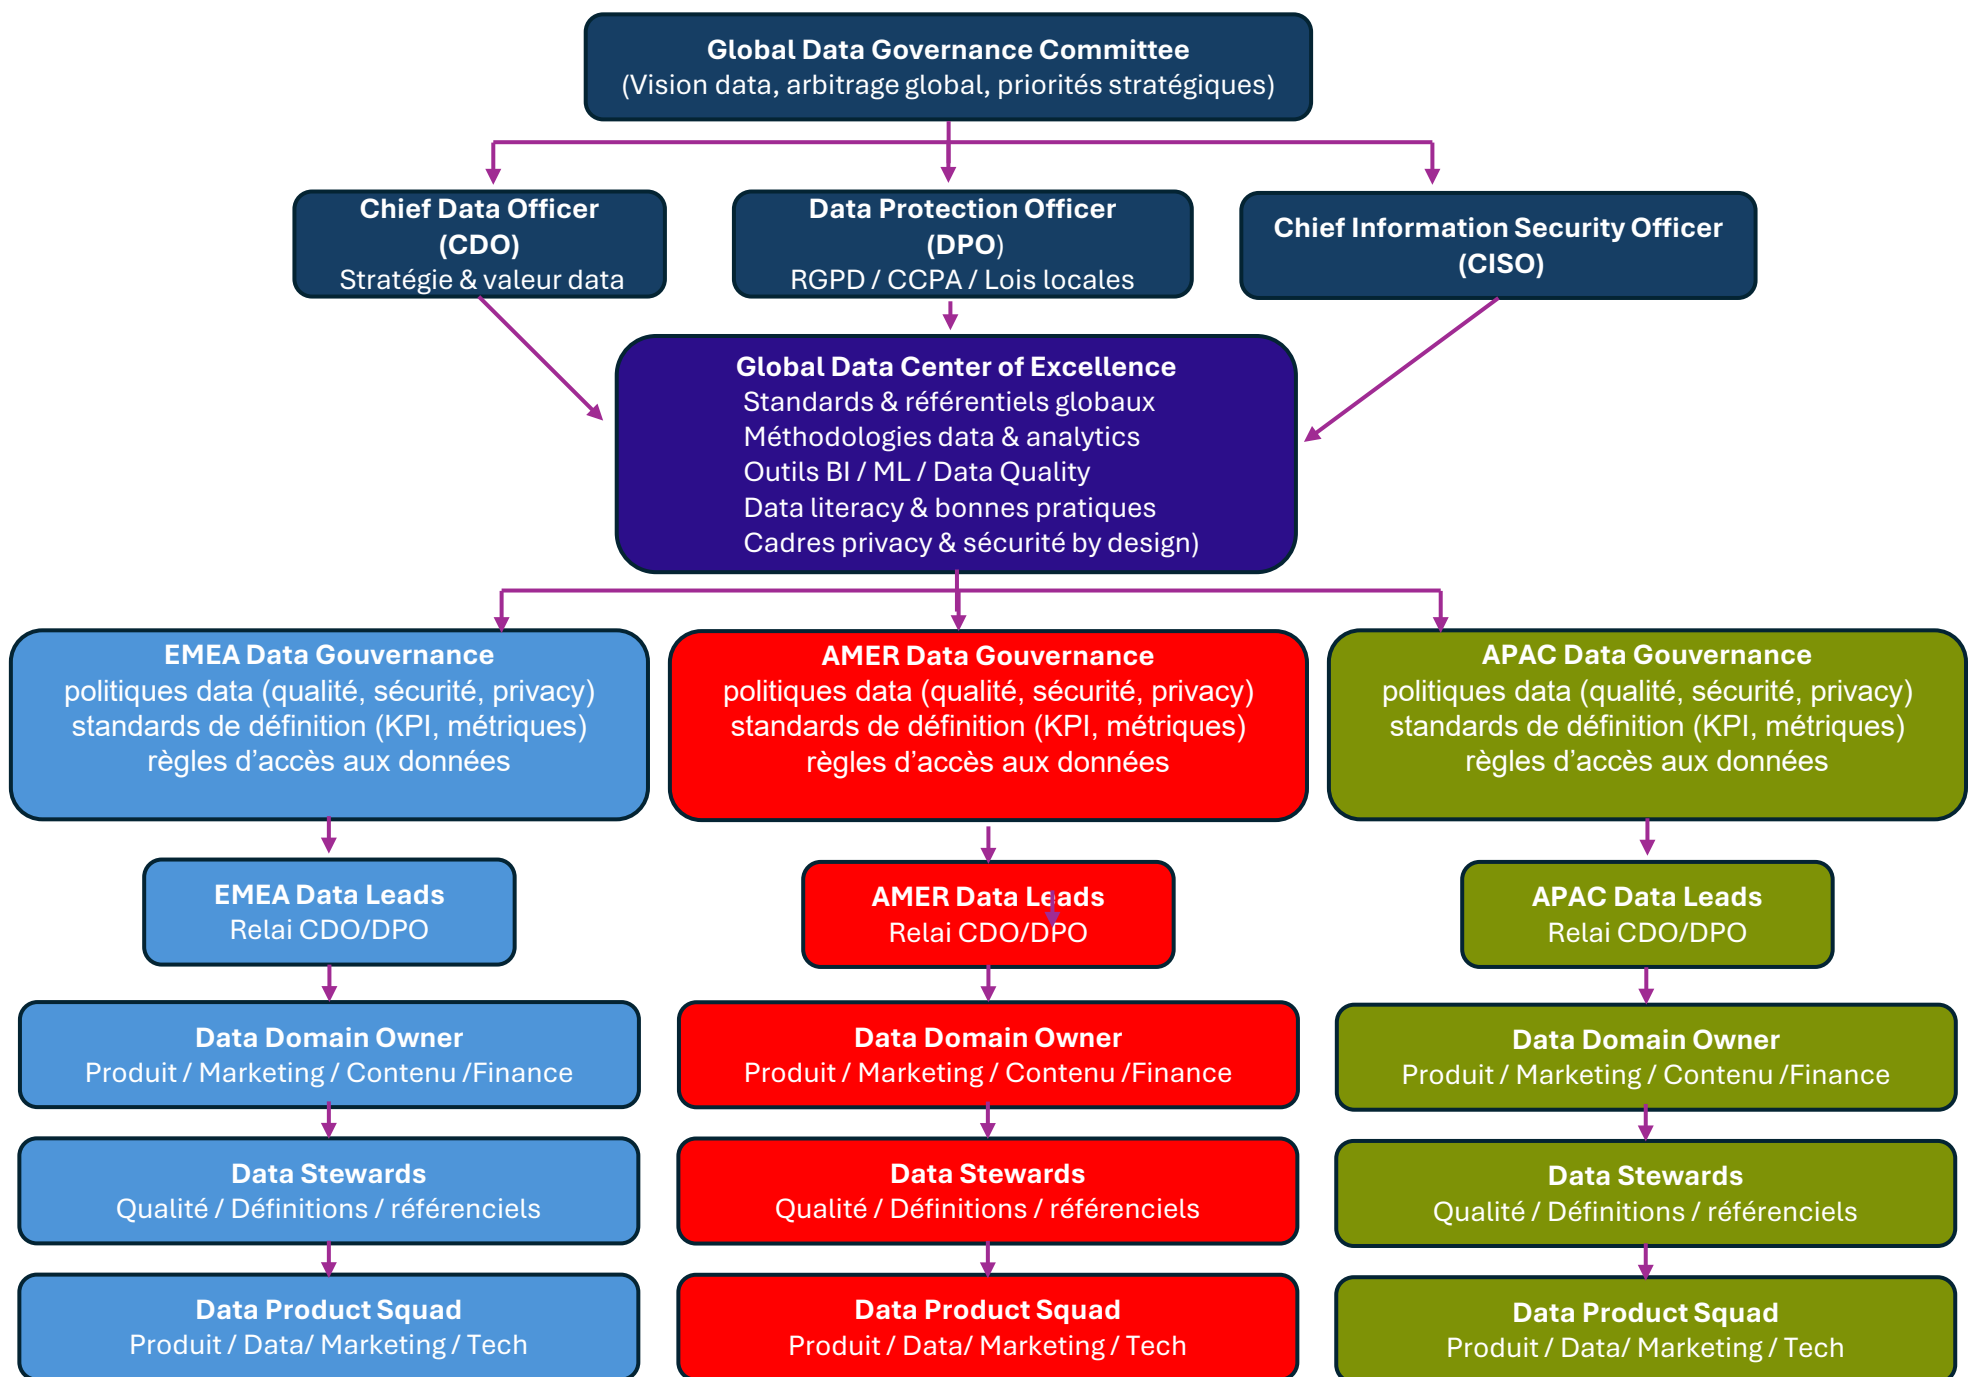 Global Data Governance Committee
(Vision data, arbitrage global, priorités stratégiques)
Chief Data Officer
(CDO)
Stratégie & valeur data
Data Protection Officer
(DPO)
RGPD / CCPA / Lois locales
Chief Information Security Officer
(CISO)
Global Data Center of Excellence
Standards & référentiels globaux
Méthodologies data & analytics
Outils BI / ML / Data Quality
Data literacy & bonnes pratiques
Cadres privacy & sécurité by design)
EMEA Data Gouvernance
politiques data (qualité, sécurité, privacy)
standards de définition (KPI, métriques)
règles d’accès aux données
AMER Data Gouvernance
politiques data (qualité, sécurité, privacy)
standards de définition (KPI, métriques)
règles d’accès aux données
APAC Data Gouvernance
politiques data (qualité, sécurité, privacy)
standards de définition (KPI, métriques)
règles d’accès aux données
EMEA Data Leads
Relai CDO/DPO
AMER Data Leads
Relai CDO/DPO
APAC Data Leads
Relai CDO/DPO
Data Domain Owner
Produit / Marketing / Contenu /Finance
Data Domain Owner
Produit / Marketing / Contenu /Finance
Data Domain Owner
Produit / Marketing / Contenu /Finance
Data Stewards
Qualité / Définitions / référenciels
Data Stewards
Qualité / Définitions / référenciels
Data Stewards
Qualité / Définitions / référenciels
Data Product Squad
Produit / Data/ Marketing / Tech
Data Product Squad
Produit / Data/ Marketing / Tech
Data Product Squad
Produit / Data/ Marketing / Tech